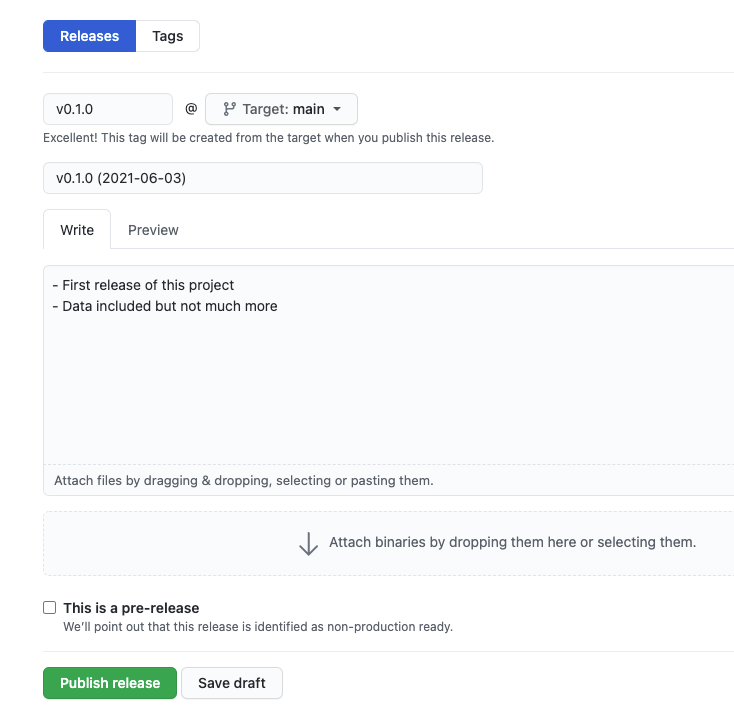 Releases Tags
v0.1.0 @ Target: main
Excellent! This tag will be created from the target when you publish this release.
v0.1.0 (2021-06-03)
Write Preview
- First release of this project
- Data included but not much more
Attach files by dragging & dropping, selecting or pasting them.
Attach binaries by dropping them here or selecting them.
This is a pre-release
We’ll point out that this release is identified as non-production ready.
Publish release Save draft